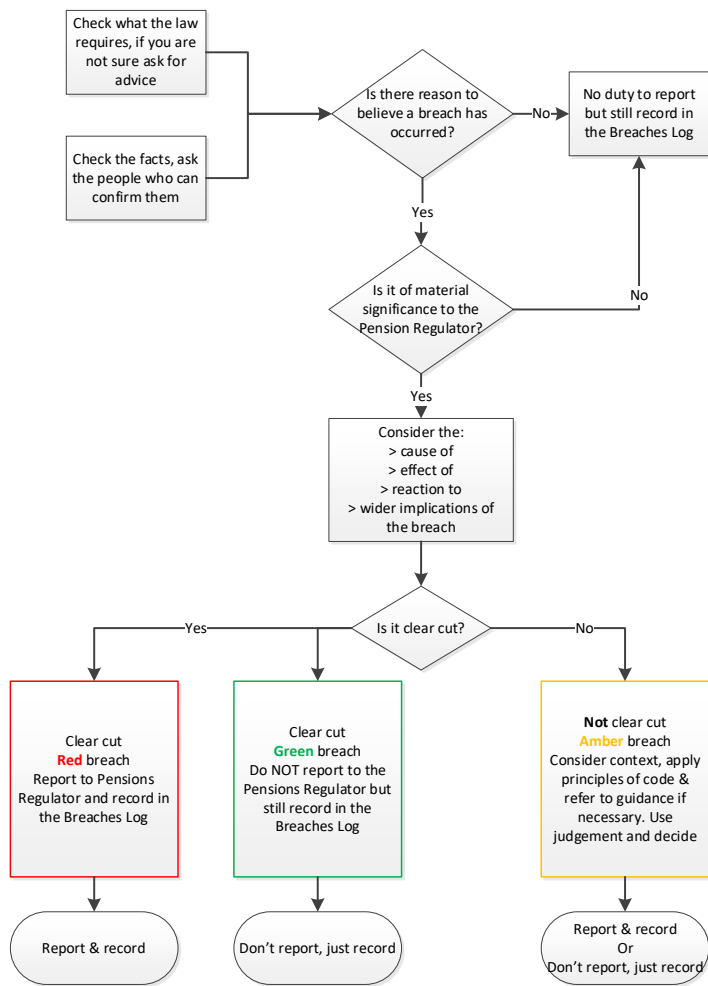 Check what the law
requires, if you are
not sure ask for
advice
Is there reason to
believe a breach has
occurred?
No
No duty to report
but still record in
the Breaches Log
Check the facts, ask
the people who can
confirm them
Yes
Is it of material
significance to the
Pension Regulator?
No
Yes
Consider the:
> cause of
> effect of
> reaction to
> wider implications of
the breach
Is it clear cut?
Yes
No
Clear cut
Red breach
Report to Pensions
Regulator and record in
the Breaches Log
Clear cut
Green breach
Do NOT report to the
Pensions Regulator but
still record in the
Breaches Log
Not clear cut
Amber breach
Consider context, apply
principles of code &
refer to guidance if
necessary. Use
judgement and decide
Report & record
Don't report, just record
Report & record
Or
Don't report, just record